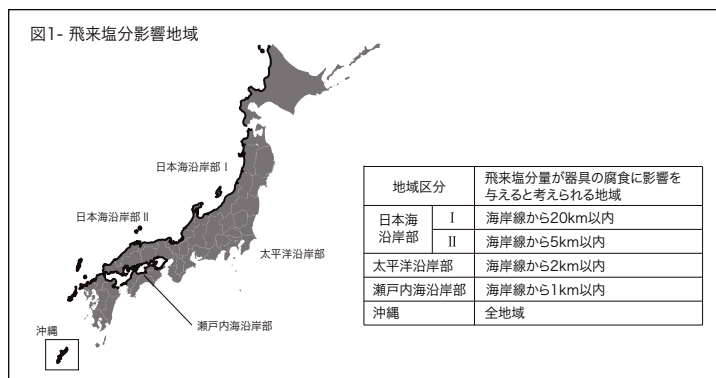 図1- 飛来塩分影響地域
日本海沿岸部Ⅰ
日本海沿岸部Ⅱ
太平洋沿岸部
瀬戸内海沿岸部
沖縄
地域区分
飛来塩分量が器具の腐食に影響を
与えると考えられる地域
日本海
沿岸部
Ⅰ
海岸線から20km以内
Ⅱ
海岸線から5km以内
太平洋沿岸部
海岸線から2km以内
瀬戸内海沿岸部
海岸線から1km以内
沖縄
全地域